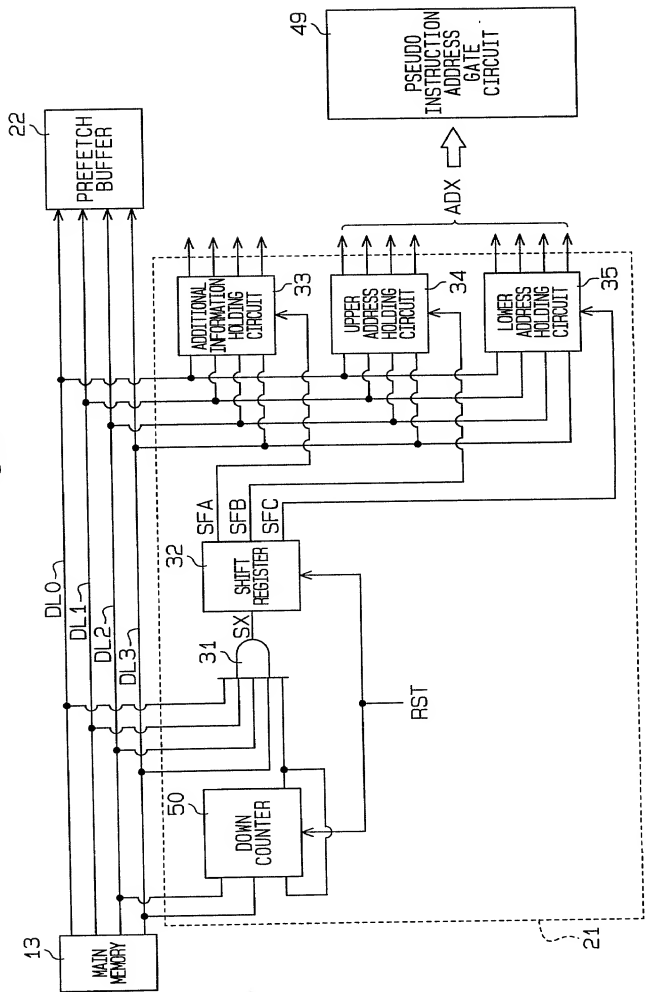 13
MAIN
MEMORY
DL0
DL1
DL2
DL3
22
PREFETCH
BUFFER
50
DOWN
COUNTER
31
SX
32
SHIFT
REGISTER
SFA
SFB
SFC
RST
ADDITIONAL
INFORMATION
HOLDING
CIRCUIT
33
UPPER
ADDRESS
HOLDING
CIRCUIT
34
LOWER
ADDRESS
HOLDING
CIRCUIT
35
ADX
49
PSEUDO
INSTRUCTION
ADDRESS
GATE
CIRCUIT
21